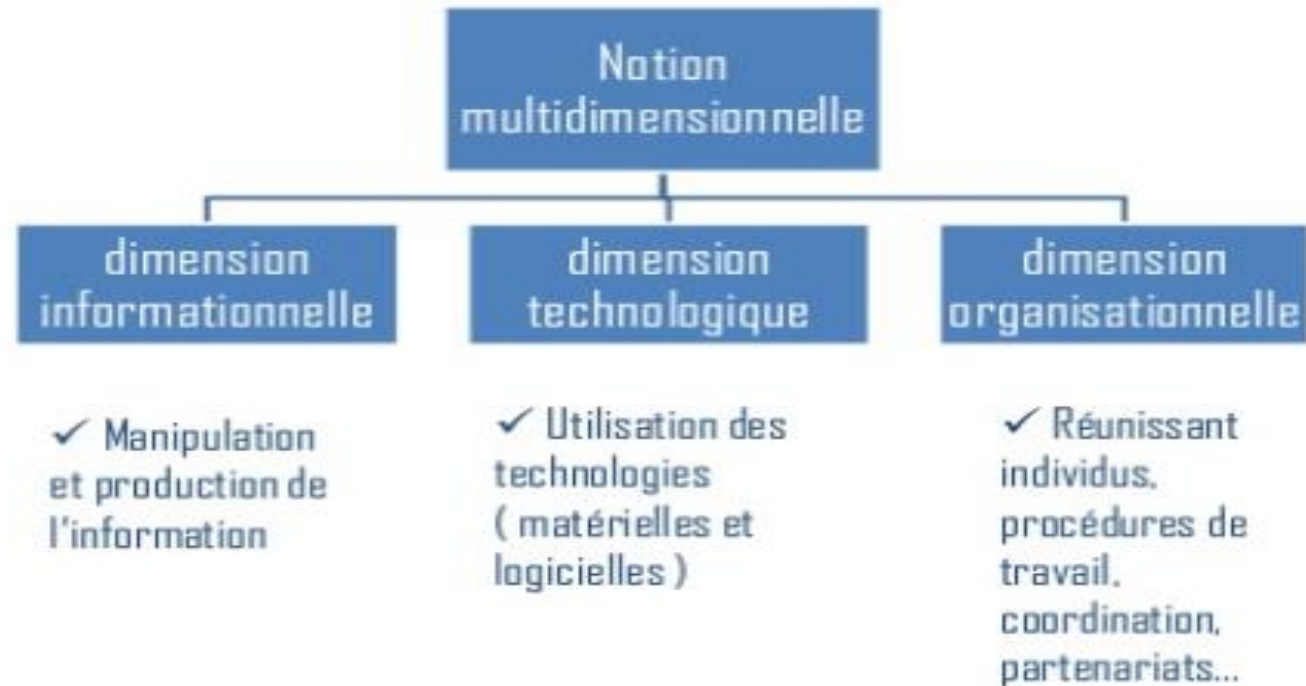 Notion
multidimensionnelle
dimension
informationnelle
dimension
technologique
dimension
organisationnelle
✓ Manipulation
et production de
l'information
✓ Utilisation des
technologies
( matérielles et
logicielles )
✓ Réunissant
individus,
procédures de
travail,
coordination,
partenariats...